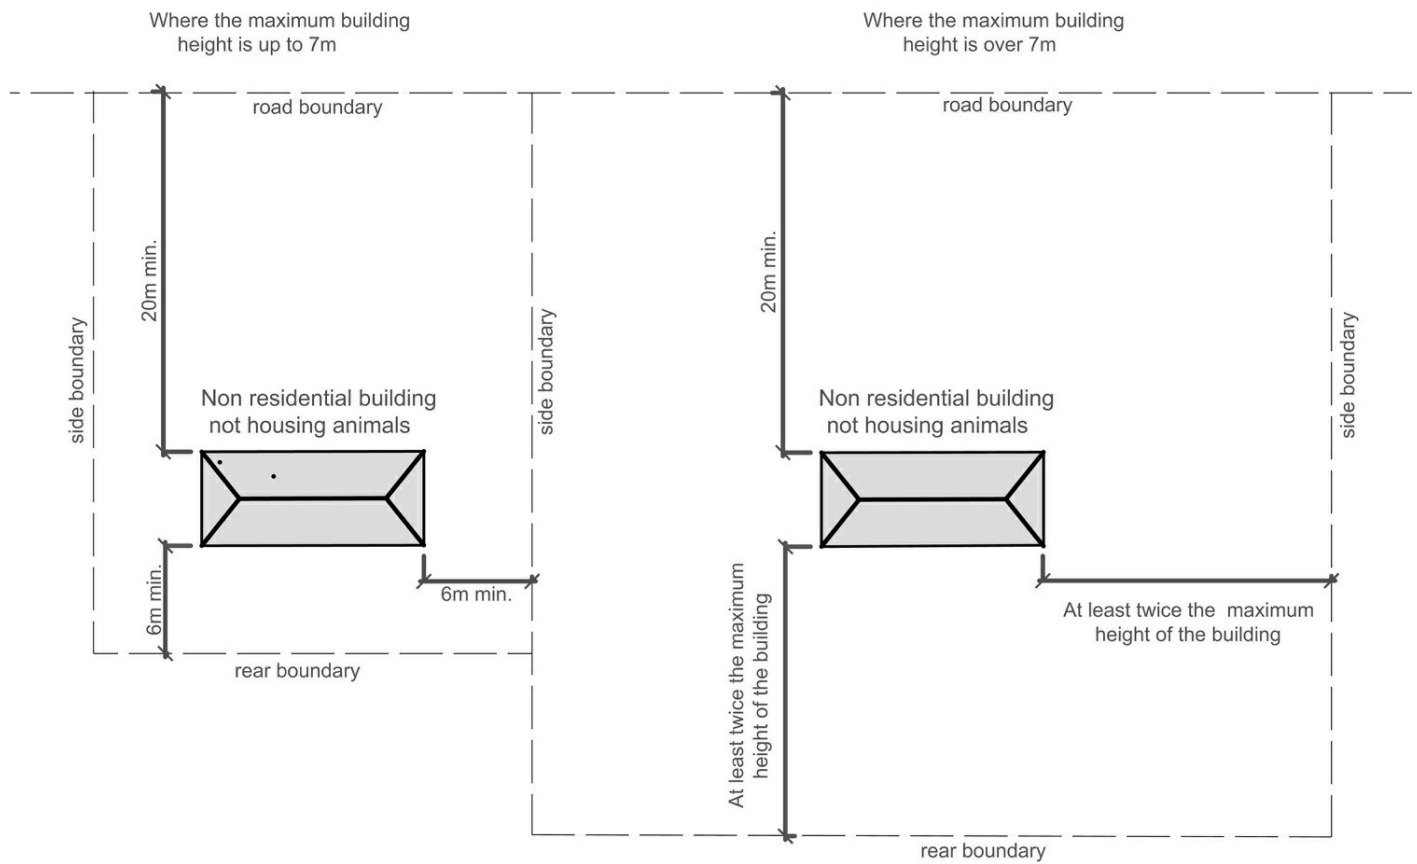 Where the maximum building
height is up to 7m
road boundary
20m min.
side boundary
side boundary
Non residential building
not housing animals
6m min.
6m min.
rear boundary
Where the maximum building
height is over 7m
road boundary
20m min.
side boundary
Non residential building
not housing animals
At least twice the maximum
height of the building
At least twice the maximum
height of the building
rear boundary